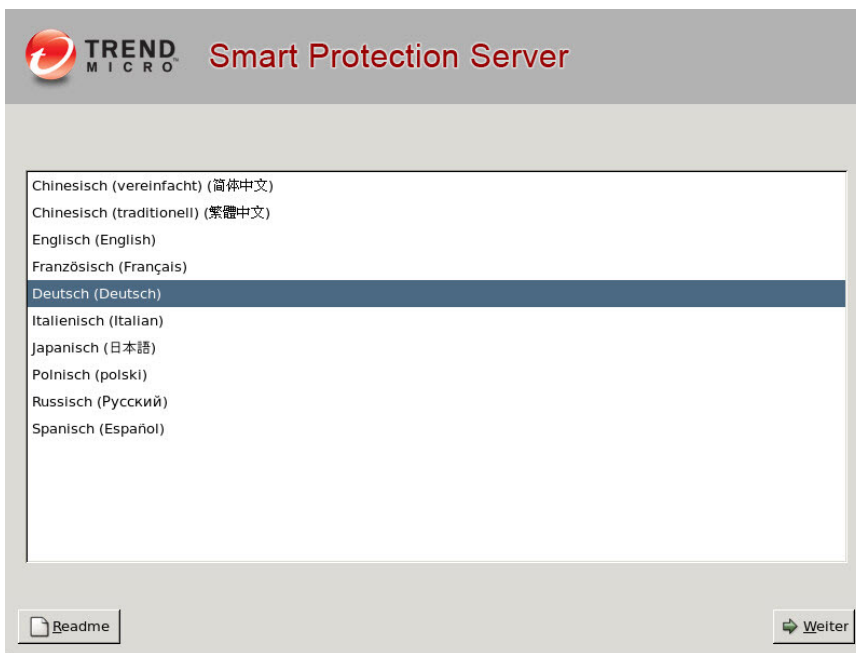 TREND MICRO™ Smart Protection Server
Chinesisch (vereinfacht) (简体中文)
Chinesisch (traditionell) (繁體中文)
Englisch (English)
Französisch (Français)
Deutsch (Deutsch)
Italienisch (Italian)
Japanisch (日本語)
Polnisch (polski)
Russisch (Русский)
Spanisch (Español)
Readme
Weiter